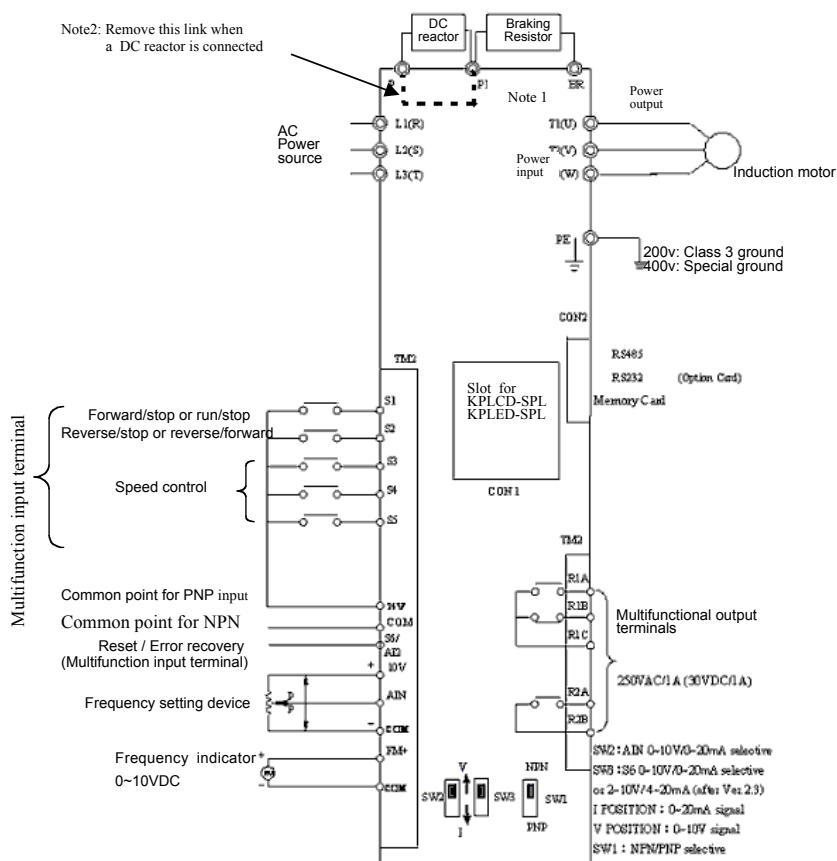 Note2: Remove this link when
a DC reactor is connected
DC
reactor
Braking
Resistor
P
P1
BR
Note 1
AC
Power
source
L1(R)
L2(S)
L3(T)
T1(U)
(V)
(W)
Power
output
Power
input
Induction motor
PE
200v: Class 3 ground
400v: Special ground
CON2
RS485
RS232 (Option Card)
Memory Card
Slot for
KPLCD-SPL
KPLED-SPL
CON1
TM2
Multifunction input terminal
Forward/stop or run/stop
Reverse/stop or reverse/forward
Speed control
S1
S2
S3
S4
S5
Common point for PNP input
Common point for NPN
COM
Reset / Error recovery
(Multifunction input terminal)
S6/
AI2
+
10V
Frequency setting device
AIN
COM
Frequency indicator
0~10VDC
+
FM+
COM
TM2
R1A
R1B
R1C
R2A
R2B
Multifunctional output
terminals
250VAC/1A (30VDC/1A)
SW2: AIN 0~10V/0~20mA selective
SW3: S6 0~10V/0~20mA selective
or 2~10V/4~20mA (after Ver 2.3)
I POSITION : 0~20mA signal
V POSITION : 0~10V signal
SW1 : NPN/PNP selective
V
I
SW2
SW3
NPN
SW1
PNP